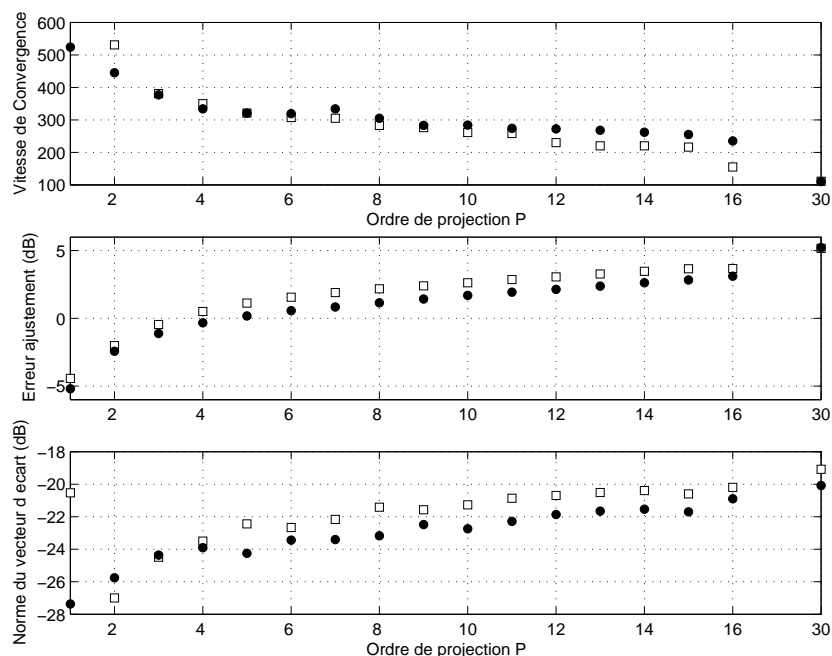 Vitesse de Convergence
600
500
400
300
200
100
2 4 6 8 10 12 14 16 30
Ordre de projection P
Erreur ajustement (dB)
5
0
−5
2 4 6 8 10 12 14 16 30
Norme du vecteur d ecart (dB)
−18
−20
−22
−24
−26
−28
2 4 6 8 10 12 14 16 30
Ordre de projection P